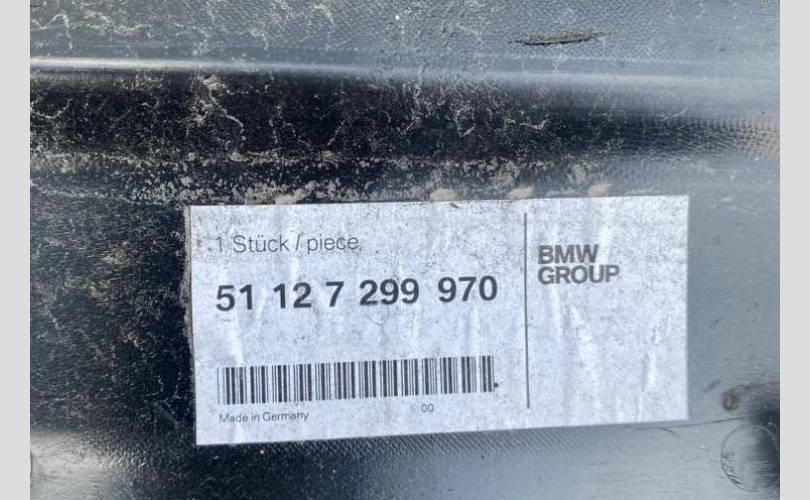 1 Stück / piece
51 12 7 299 970
BMW
GROUP
Made in Germany
00